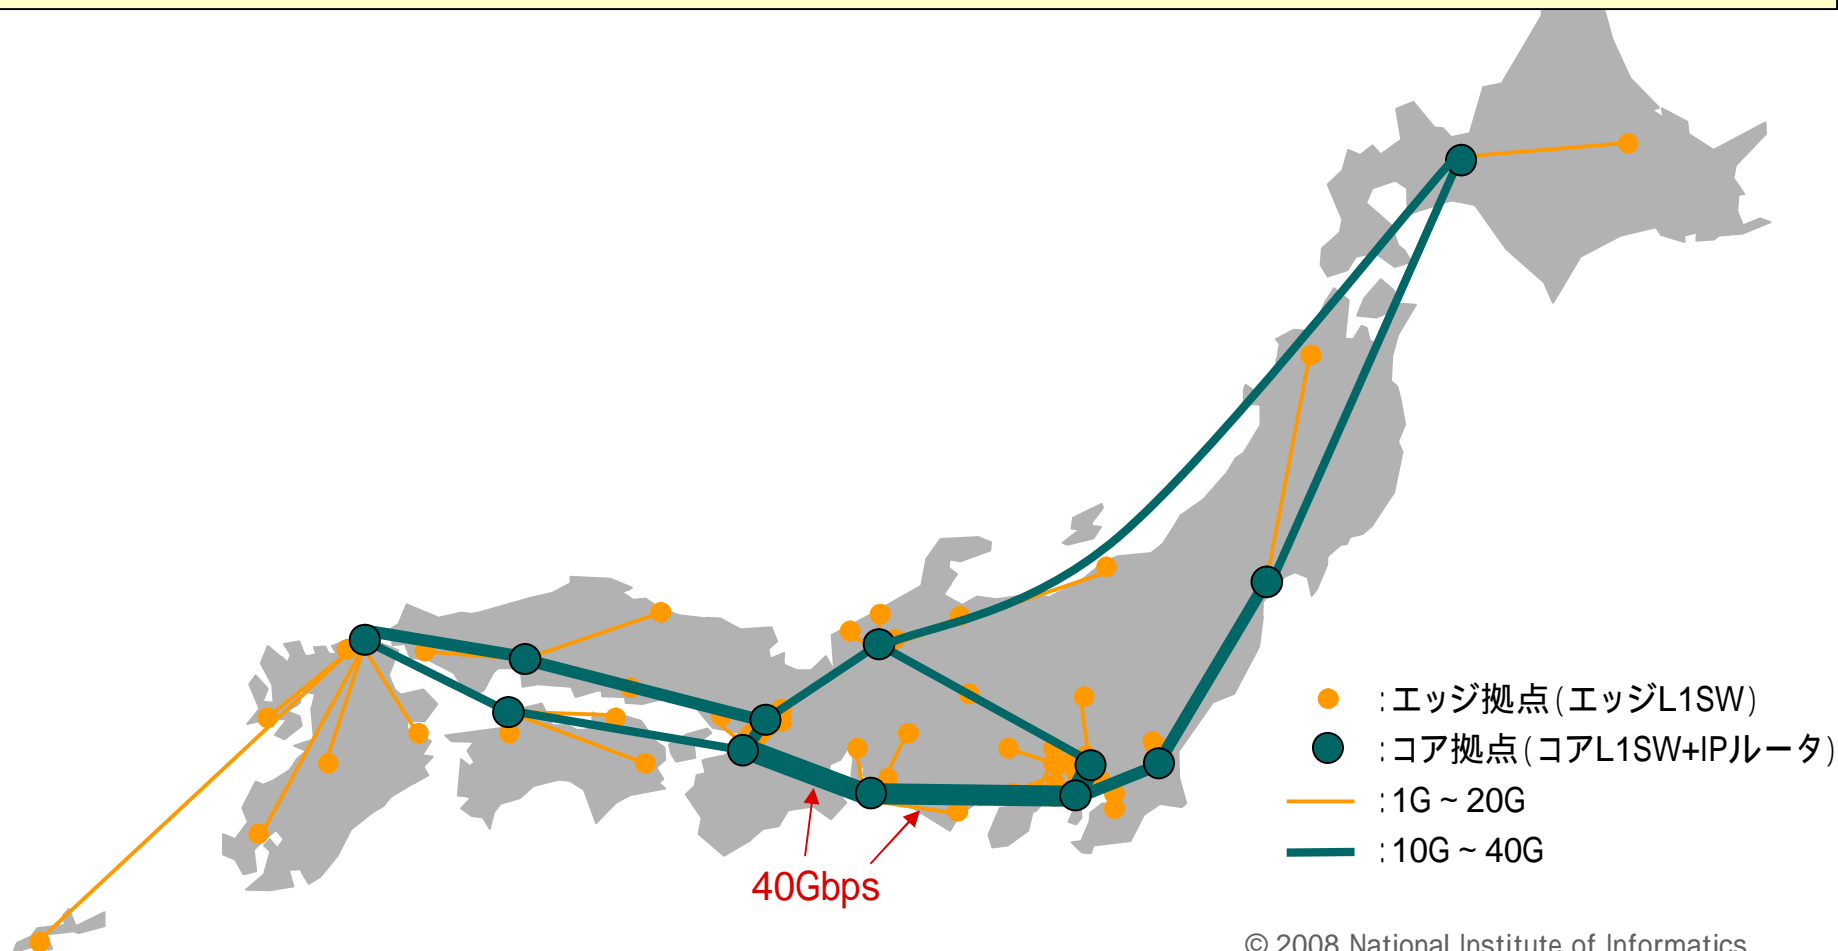 :エッジ拠点(エッジL1SW)
:コア拠点(コアL1SW+IPルータ)
:1G ~ 20G
:10G ~ 40G
40Gbps
© 2008 National Institute of Informatics